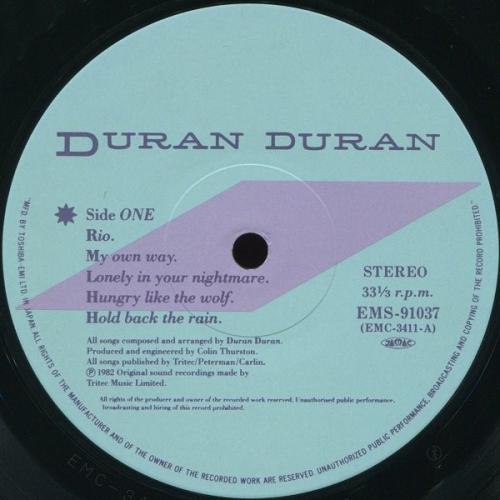 DURAN DURAN
Side ONE
Rio.
My own way.
Lonely in your nightmare.
Hungry like the wolf.
Hold back the rain.
STEREO
33⅓ r.p.m.
EMS-91037
(EMC-3411-A)
All songs composed and arranged by Duran Duran.
Produced and engineered by Colin Thurston.
All songs published by Tritec/Peterman/Carlin.
Ⓟ 1982 Original sound recordings made by
Tritec Music Limited.
All rights of the producer and owner of the recorded work reserved. Unauthorised public performance,
broadcasting and hiring of this record prohibited.
"MF'D BY TOSHIBA-EMI LTD. IN JAPAN ALL RIGHTS OF THE MANUFACTURER AND OF THE OWNER OF THE RECORDED WORK ARE RESERVED. UNAUTHORIZED PUBLIC PERFORMANCE, BROADCASTING AND COPYING OF THE RECORD PROHIBITED."